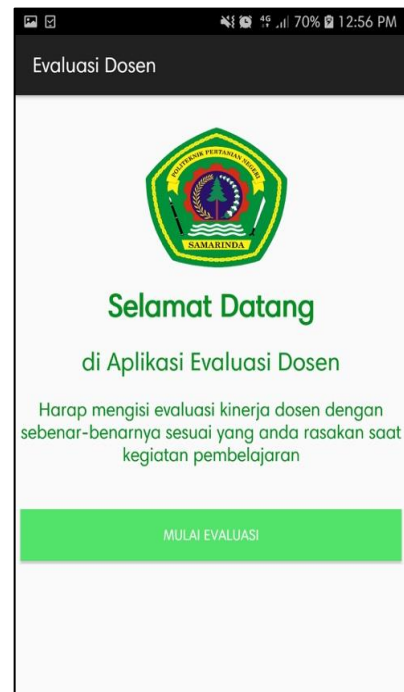 4G 70% 12:56 PM
Evaluasi Dosen
POLITEKNIK PERTANIAN NEGERI
SAMARINDA
Selamat Datang
di Aplikasi Evaluasi Dosen
Harap mengisi evaluasi kinerja dosen dengan
sebenar-benarnya sesuai yang anda rasakan saat
kegiatan pembelajaran
MULAI EVALUASI